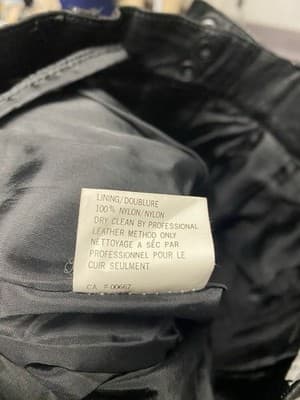 LINING/DOUBLURE
100% NYLON/NYLON
DRY CLEAN BY PROFESSIONAL
LEATHER METHOD ONLY
NETTOYAGE A SEC PAR
PROFESSIONNEL POUR LE
CUIR SEULMENT
CA # 00667